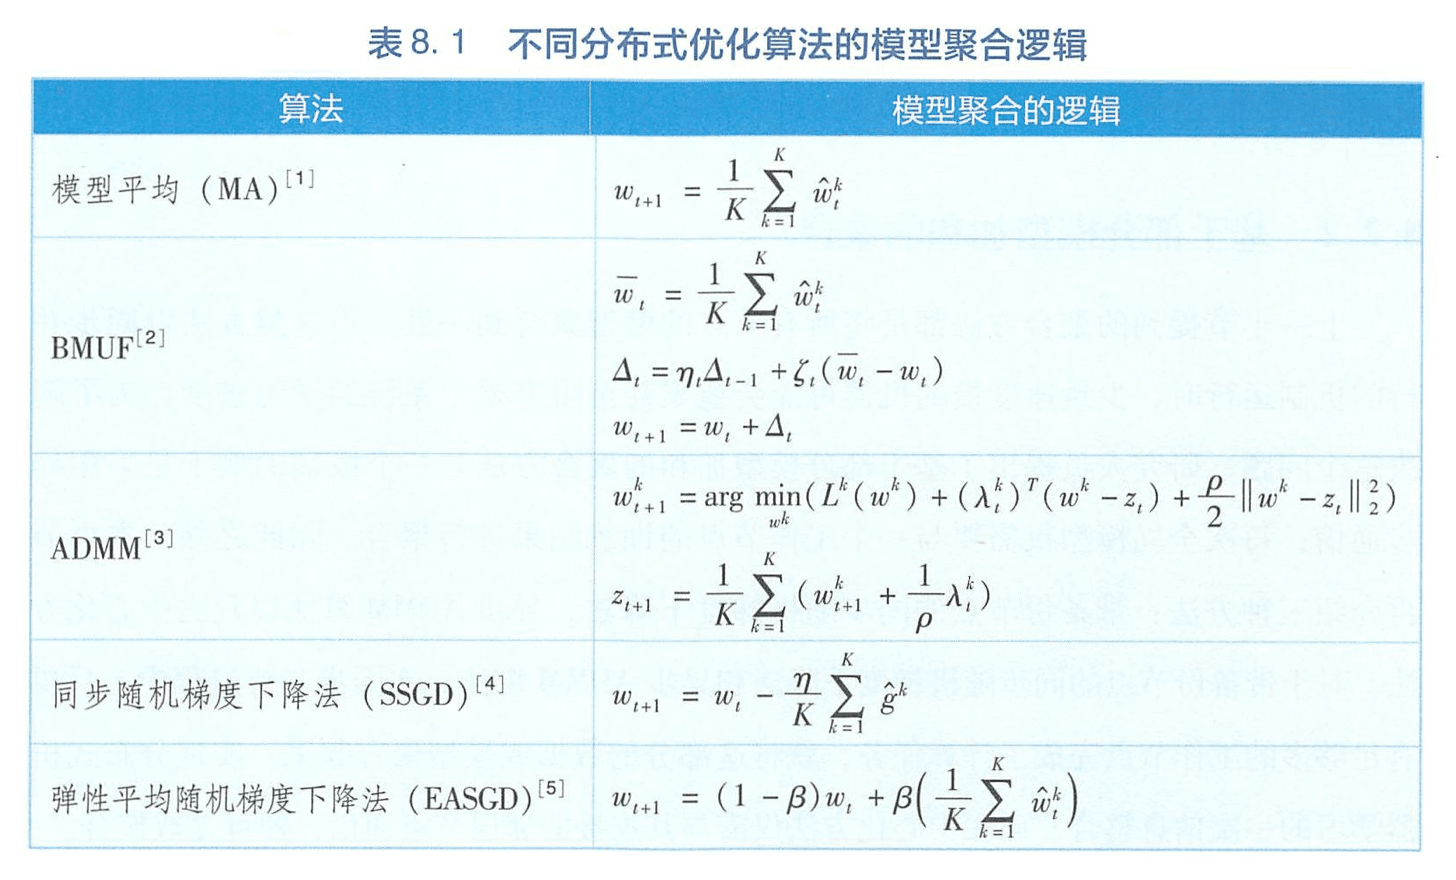 表8.1 不同分布式优化算法的模型聚合逻辑
算法 模型聚合的逻辑
模型平均（MA）[1] $w_{t+1} = \frac{1}{K}\sum_{k=1}^{K} \hat{w}_t^k$
BMUF[2] $\overline{w}_t = \frac{1}{K}\sum_{k=1}^{K} \hat{w}_t^k$
$\Delta_t = \eta_t \Delta_{t-1} + \zeta_t(\overline{w}_t - w_t)$
$w_{t+1} = w_t + \Delta_t$
ADMM[3] $w_{t+1}^k = \arg\min_{w^k}(L^k(w^k) + (\lambda_t^k)^T(w^k - z_t) + \frac{\rho}{2}\|w^k - z_t\|_2^2)$
$z_{t+1} = \frac{1}{K}\sum_{k=1}^{K}(w_{t+1}^k + \frac{1}{\rho}\lambda_t^k)$
同步随机梯度下降法（SSGD）[4] $w_{t+1} = w_t - \frac{\eta}{K}\sum_{k=1}^{K} \hat{g}^k$
弹性平均随机梯度下降法（EASGD）[5] $w_{t+1} = (1-\beta)w_t + \beta\left(\frac{1}{K}\sum_{k=1}^{K} \hat{w}_t^k\right)$